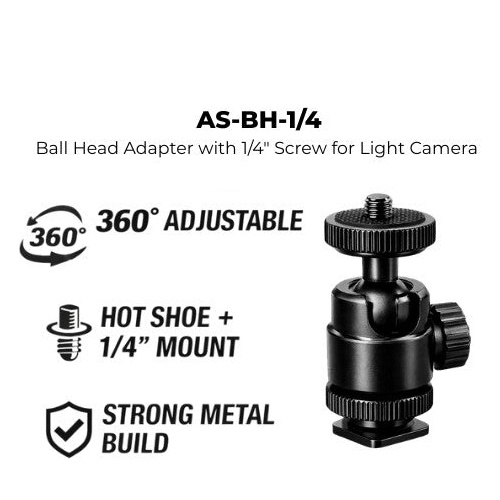 AS-BH-1/4
Ball Head Adapter with 1/4" Screw for Light Camera
360°
360° ADJUSTABLE
HOT SHOE +
1/4” MOUNT
STRONG METAL
BUILD